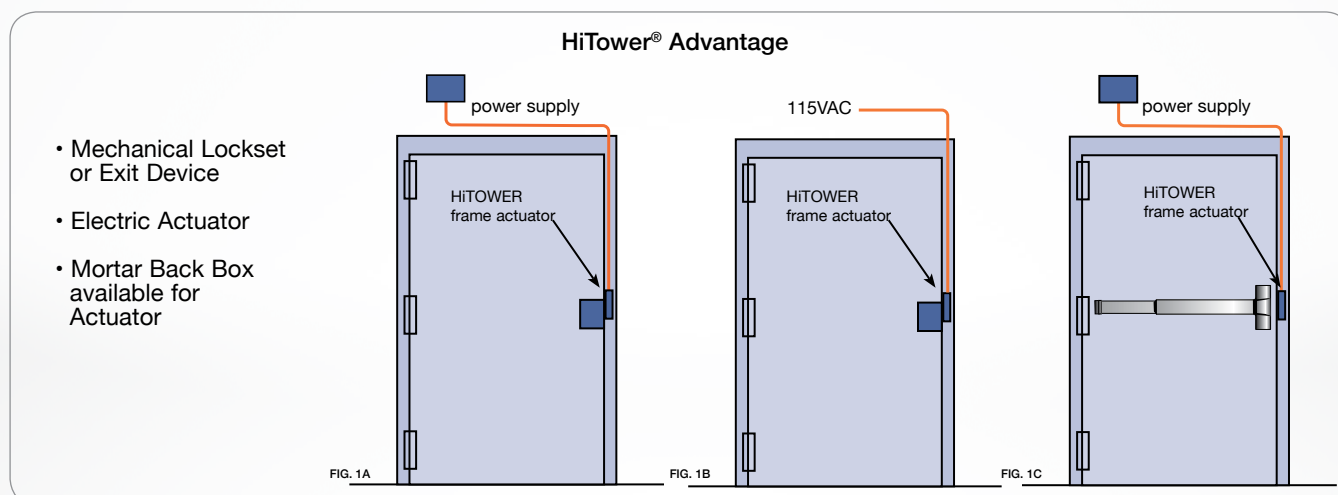 HiTower® Advantage
• Mechanical Lockset
or Exit Device
• Electric Actuator
• Mortar Back Box
available for
Actuator
power supply
HiTOWER
frame actuator
FIG. 1A
115VAC
HiTOWER
frame actuator
FIG. 1B
power supply
HiTOWER
frame actuator
FIG. 1C